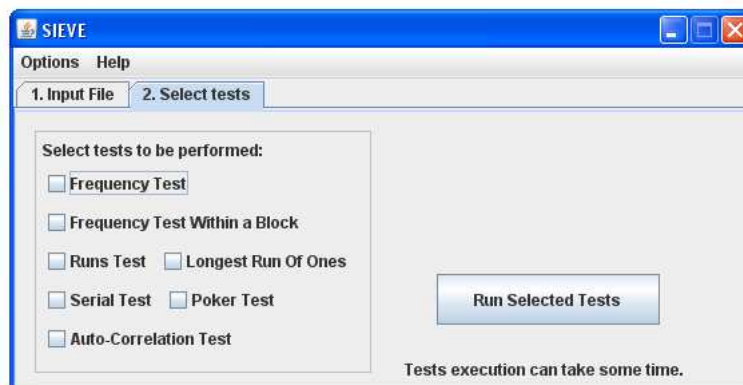 SIEVE
Options Help
1. Input File 2. Select tests
Select tests to be performed:
Frequency Test
Frequency Test Within a Block
Runs Test Longest Run Of Ones
Serial Test Poker Test
Auto-Correlation Test
Run Selected Tests
Tests execution can take some time.